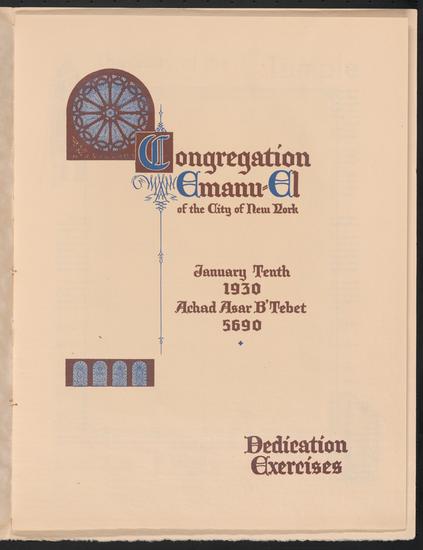 Congregation
Emanu-El
of the City of New York
January Tenth
1930
Achad Asar B'Tebet
5690
Dedication
Exercises